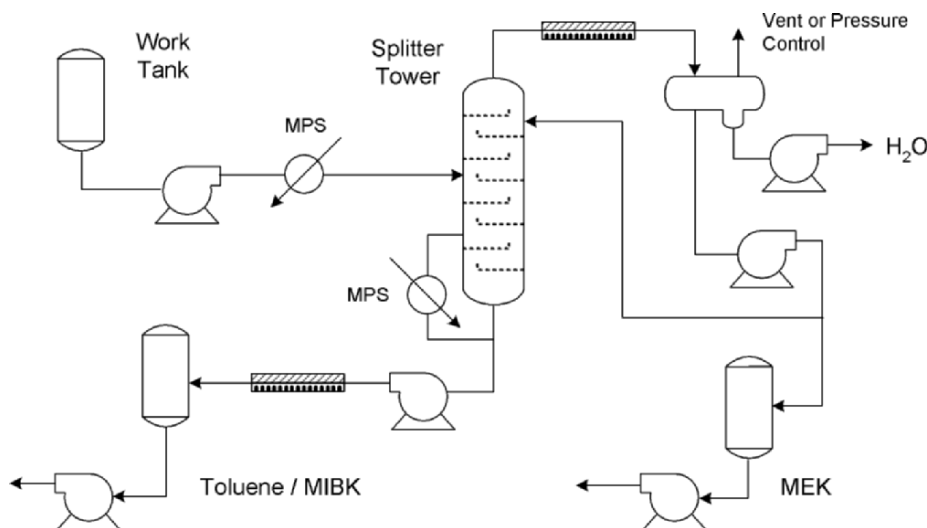 Work
Tank
Splitter
Tower
Vent or Pressure
Control
MPS
H₂O
MPS
Toluene / MIBK
MEK